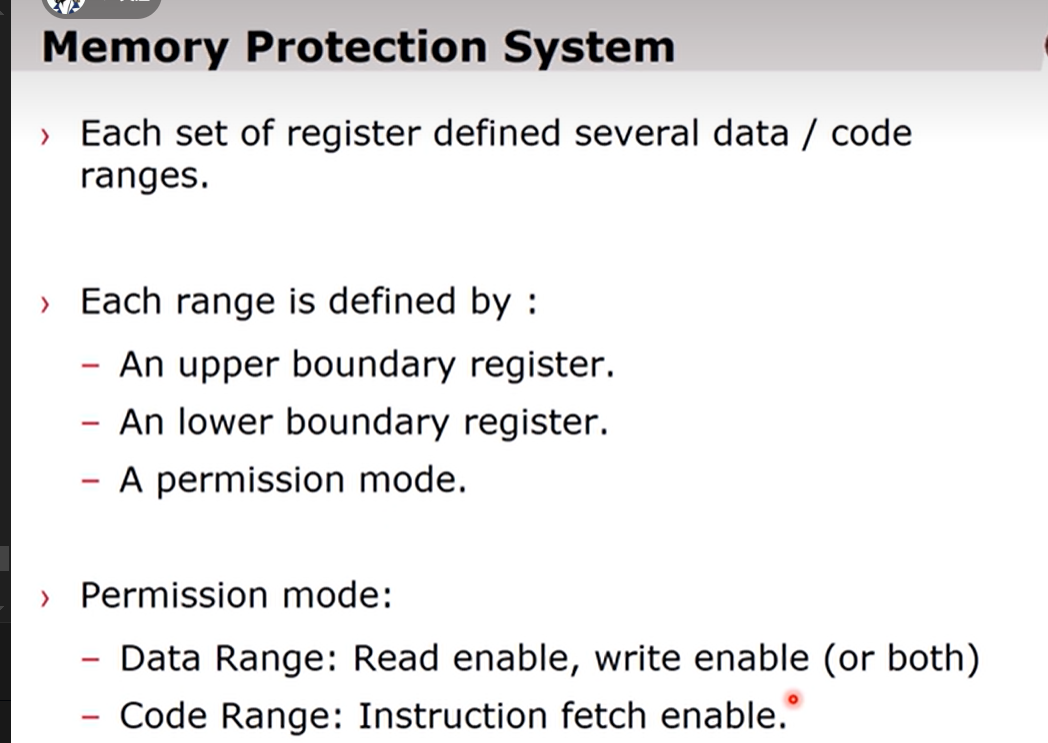 Memory Protection System
› Each set of register defined several data / code
ranges.
› Each range is defined by :
– An upper boundary register.
– An lower boundary register.
– A permission mode.
› Permission mode:
– Data Range: Read enable, write enable (or both)
– Code Range: Instruction fetch enable.